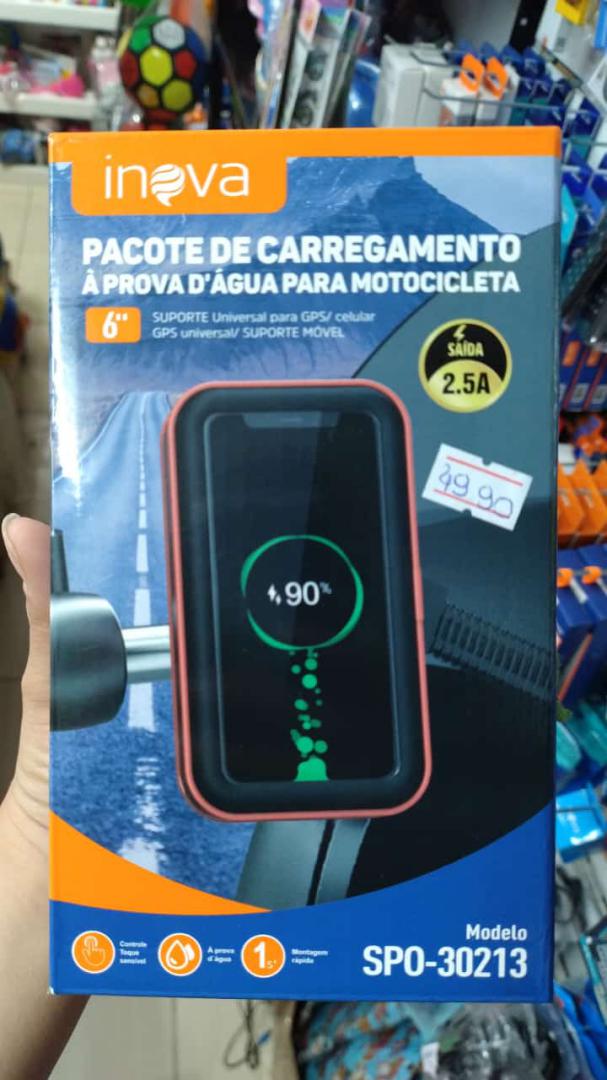 inova
PACOTE DE CARREGAMENTO
À PROVA D'ÁGUA PARA MOTOCICLETA
6"
SUPORTE Universal para GPS/ celular
GPS universal/ SUPORTE MÓVEL
SAÍDA
2.5A
49,90
90%
Controle
Toque
sensível
À prova
d'água
1s'
Montagem
rápida
Modelo
SPO-30213